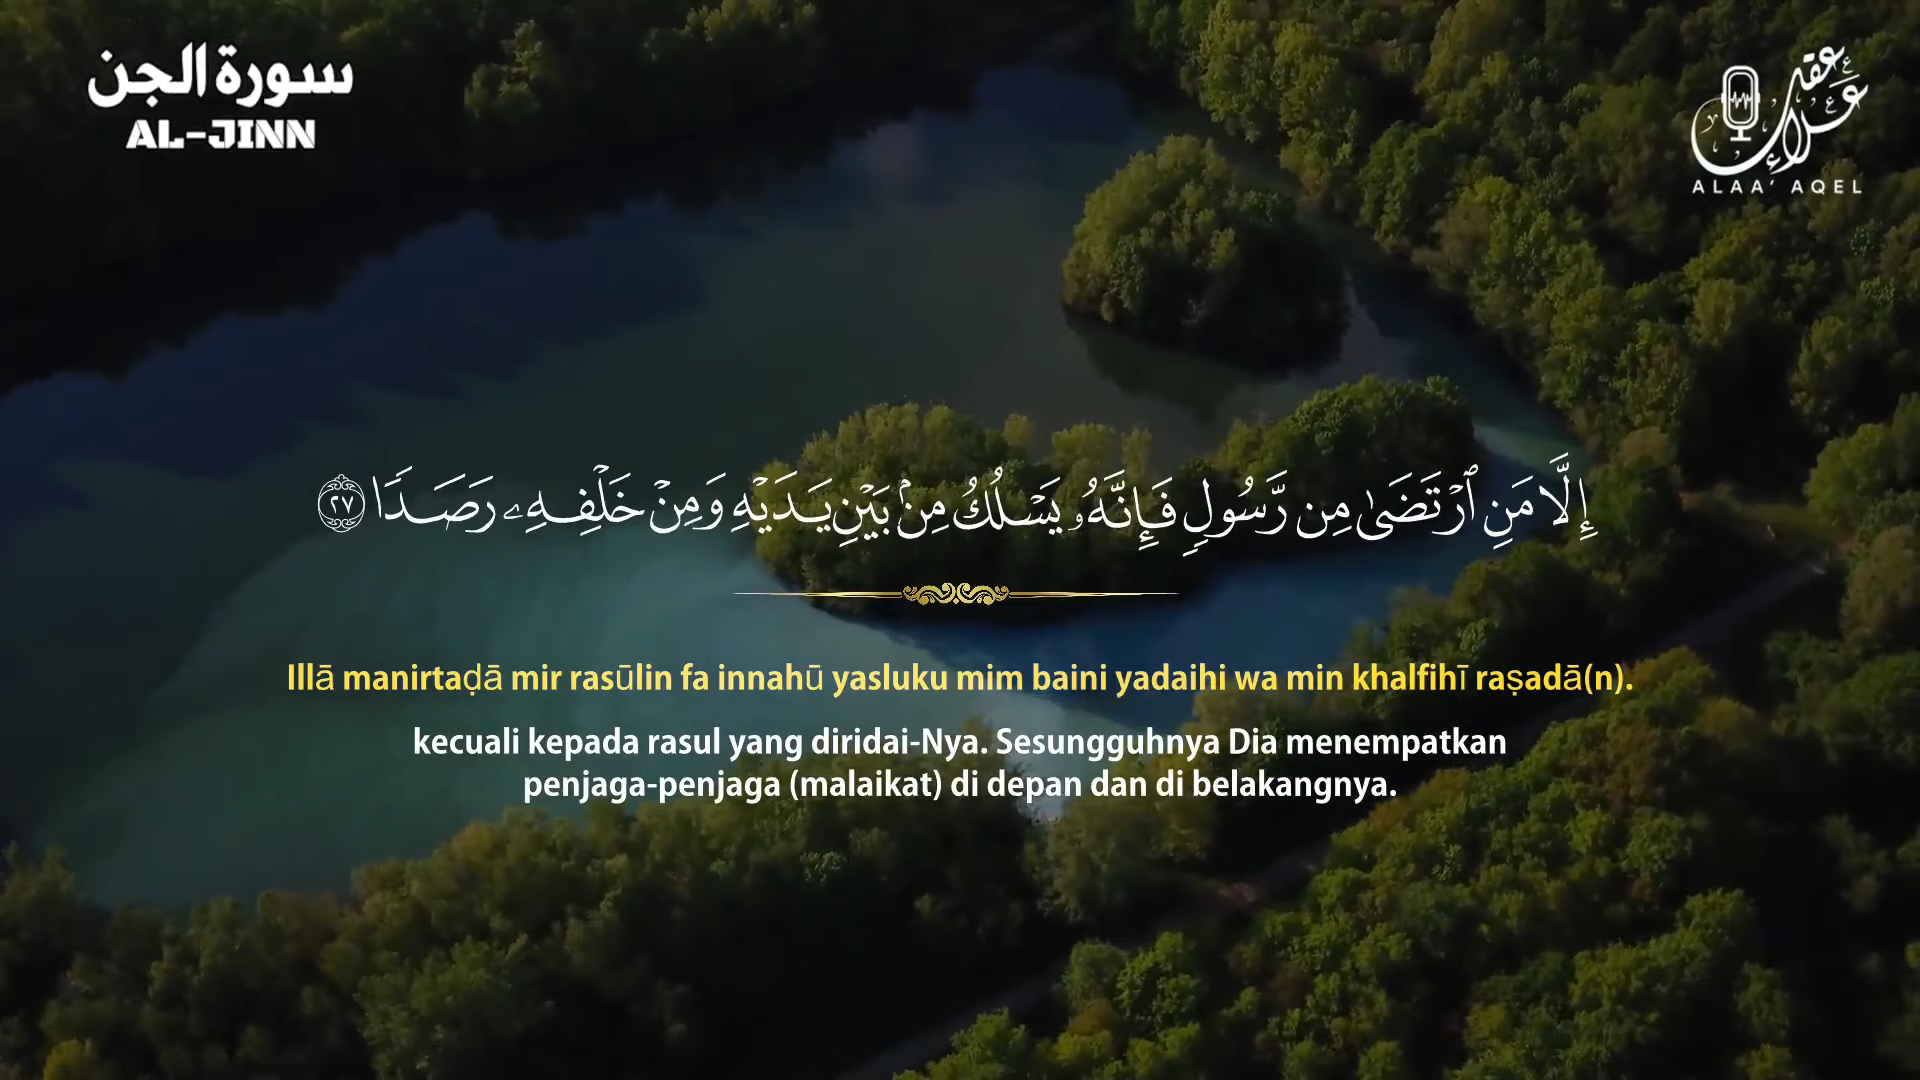 سورة الجن
AL-JINN
علاء عقل
ALAA' AQEL
إِلَّا مَنِ ٱرْتَضَىٰ مِن رَّسُولٍ فَإِنَّهُۥ يَسْلُكُ مِنۢ بَيْنِ يَدَيْهِ وَمِنْ خَلْفِهِۦ رَصَدًا ٢٧
Illā manirtaḍā mir rasūlin fa innahū yasluku mim baini yadaihi wa min khalfihī raṣadā(n).
kecuali kepada rasul yang diridai-Nya. Sesungguhnya Dia menempatkan
penjaga-penjaga (malaikat) di depan dan di belakangnya.